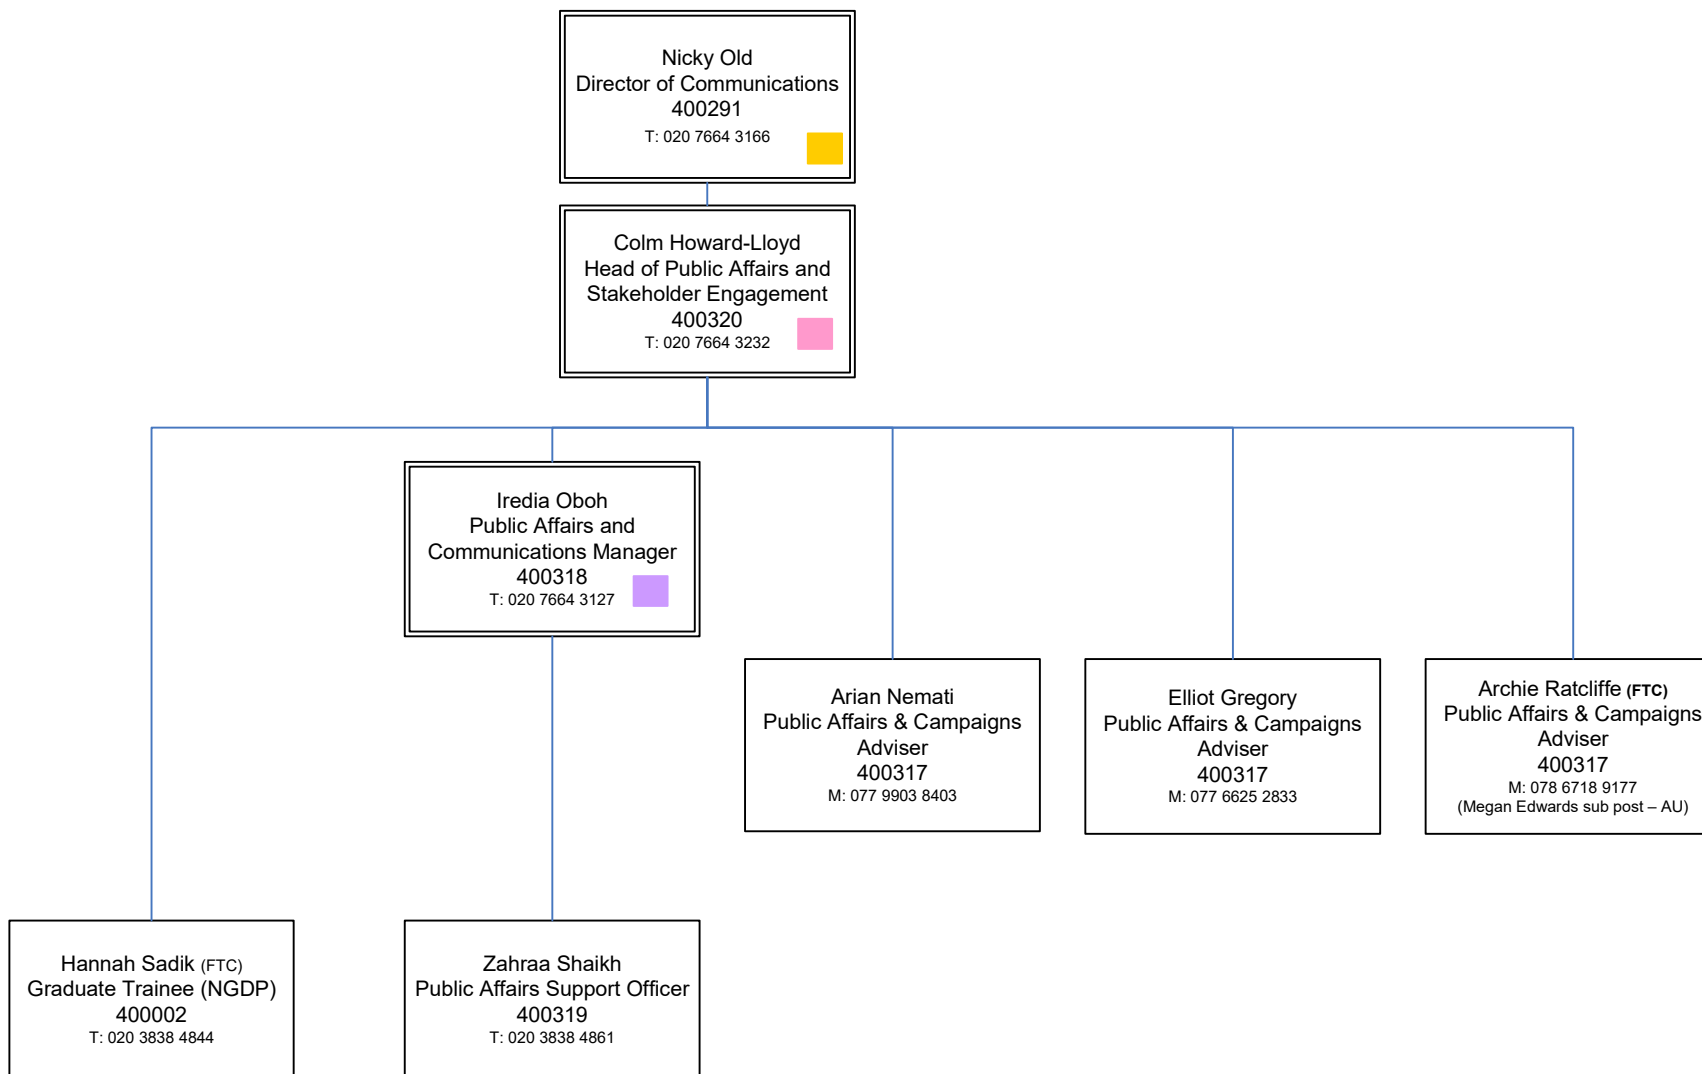 Nicky Old
Director of Communications
400291
T: 020 7664 3166
Colm Howard-Lloyd
Head of Public Affairs and
Stakeholder Engagement
400320
T: 020 7664 3232
Iredia Oboh
Public Affairs and
Communications Manager
400318
T: 020 7664 3127
Arian Nemati
Public Affairs & Campaigns
Adviser
400317
M: 077 9903 8403
Elliot Gregory
Public Affairs & Campaigns
Adviser
400317
M: 077 6625 2833
Archie Ratcliffe (FTC)
Public Affairs & Campaigns
Adviser
400317
M: 078 6718 9177
(Megan Edwards sub post – AU)
Hannah Sadik (FTC)
Graduate Trainee (NGDP)
400002
T: 020 3838 4844
Zahraa Shaikh
Public Affairs Support Officer
400319
T: 020 3838 4861